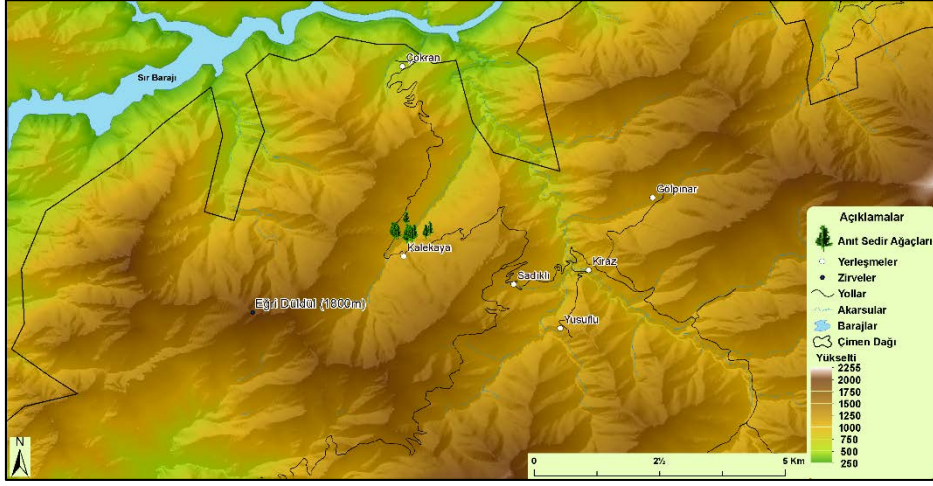 Çokran
Sır Barajı
Gölpınar
Kalekaya
Kiraz
Sadıklı
Eğri Düldül (1800m)
Yusuflu
Açıklamalar
Anıt Sedir Ağaçları
Yerleşmeler
Zirveler
Yollar
Akarsular
Barajlar
Çimen Dağı
Yükselti
2255
2000
1750
1500
1250
1000
750
500
250
N
0 2½ 5 Km